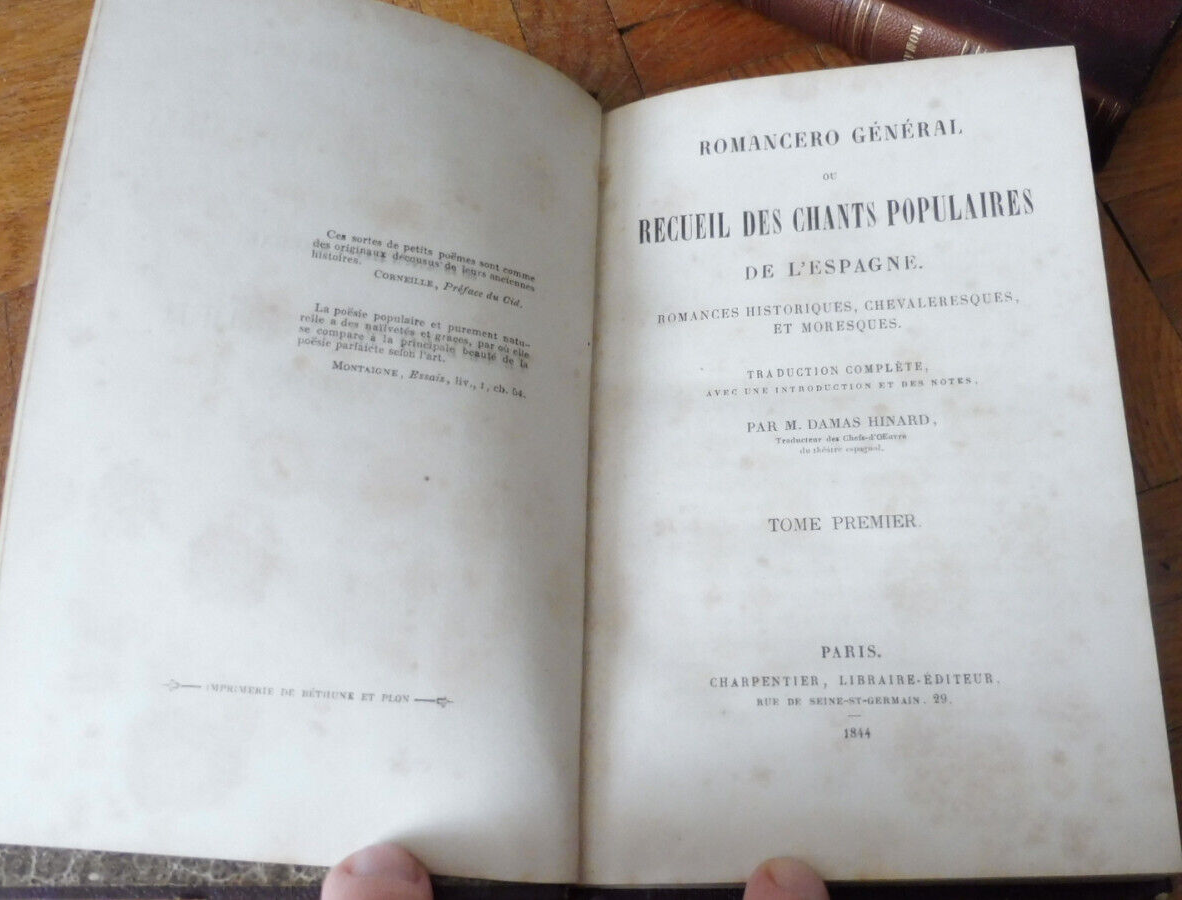 Ces sortes de petits poëmes sont comme
des originaux décousus de leurs anciennes
histoires.
CORNEILLE, Préface du Cid.
La poësie populaire et purement natu-
relle a des naïvetés et graces, par où elle
se compare à la principale beauté de la
poësie parfaicte selon l'art.
MONTAIGNE, Essais, liv., 1, ch. 54.
IMPRIMERIE DE BÉTHUNE ET PLON
ROMANCERO GÉNÉRAL
OU
RECUEIL DES CHANTS POPULAIRES
DE L'ESPAGNE.
ROMANCES HISTORIQUES, CHEVALERESQUES,
ET MORESQUES.
TRADUCTION COMPLÈTE,
AVEC UNE INTRODUCTION ET DES NOTES,
PAR M. DAMAS HINARD,
Traducteur des Chefs-d'Œuvre
du théâtre espagnol.
TOME PREMIER.
PARIS.
CHARPENTIER, LIBRAIRE-ÉDITEUR,
RUE DE SEINE-ST-GERMAIN, 29.
1844